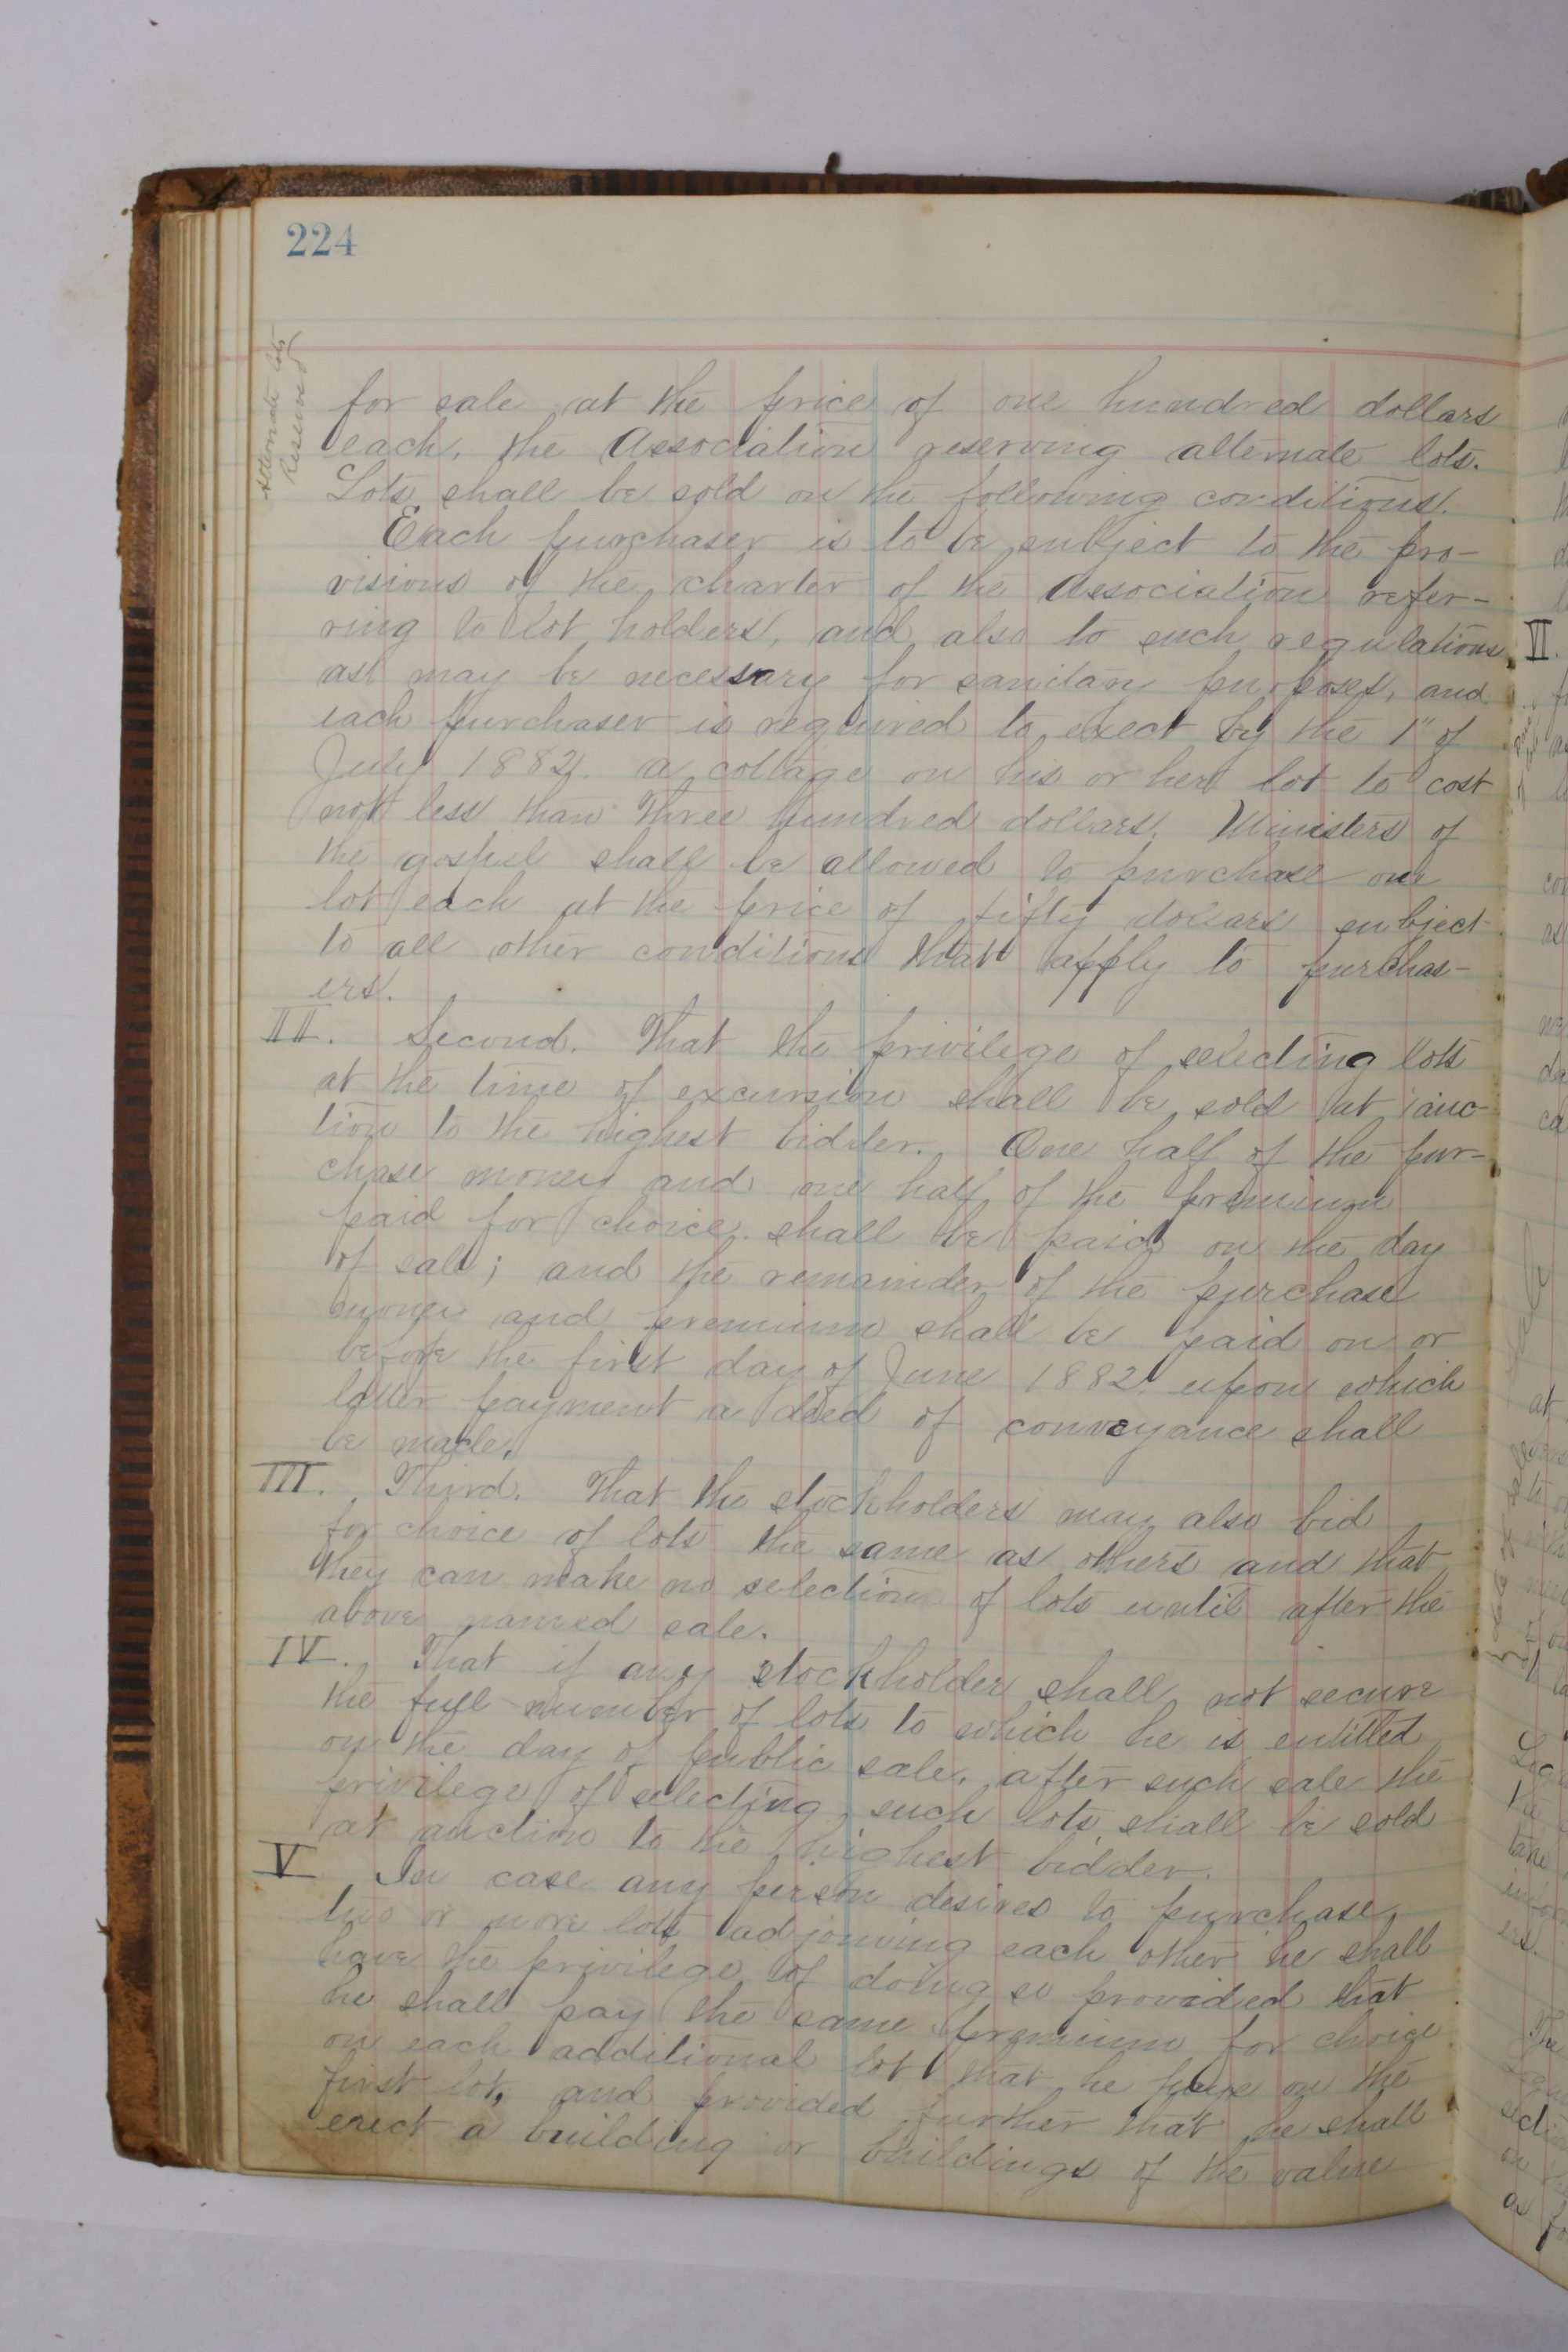 224
Alternate lots
Reserved
for sale at the price of one hundred dollars
each, the Association reserving alternate lots.
Lots shall be sold on the following conditions.
Each purchaser is to be subject to the pro-
visions of the charter of the Association refer-
ring to lot holders, and also to such regulations
as may be necessary for sanitary purposes, and
each purchaser is required to erect by the 1" of
July 1882. a cottage on his or her lot to cost
not less than Three hundred dollars. Ministers of
the gospel shall be allowed to purchase one
lot each at the price of fifty dollars subject
to all other conditions that apply to purchas-
ers.
II. Second. That the privilege of selecting lots
at the time of excursion shall be sold at auc-
tion to the highest bidder. One half of the pur-
chase money and one half of the premium
paid for choice shall be paid on the day
of sale; and the remainder of the purchase
money and premium shall be paid on or
before the first day of June 1882. upon which
latter payment a deed of conveyance shall
be made.
III. Third. That the stockholders may also bid
for choice of lots the same as others and that
they can make no selection of lots until after the
above named sale.
IV. That if any stockholder shall not secure
the full number of lots to which he is entitled
on the day of public sale, after such sale the
privilege of selecting such lots shall be sold
at auction to the highest bidder.
V In case any person desires to purchase
two or more lots adjoining each other he shall
have the privilege of doing so provided that
he shall pay the same premium for choice
on each additional lot that he pays on the
first lot, and provided further that he shall
erect a building or buildings of the value
VI.